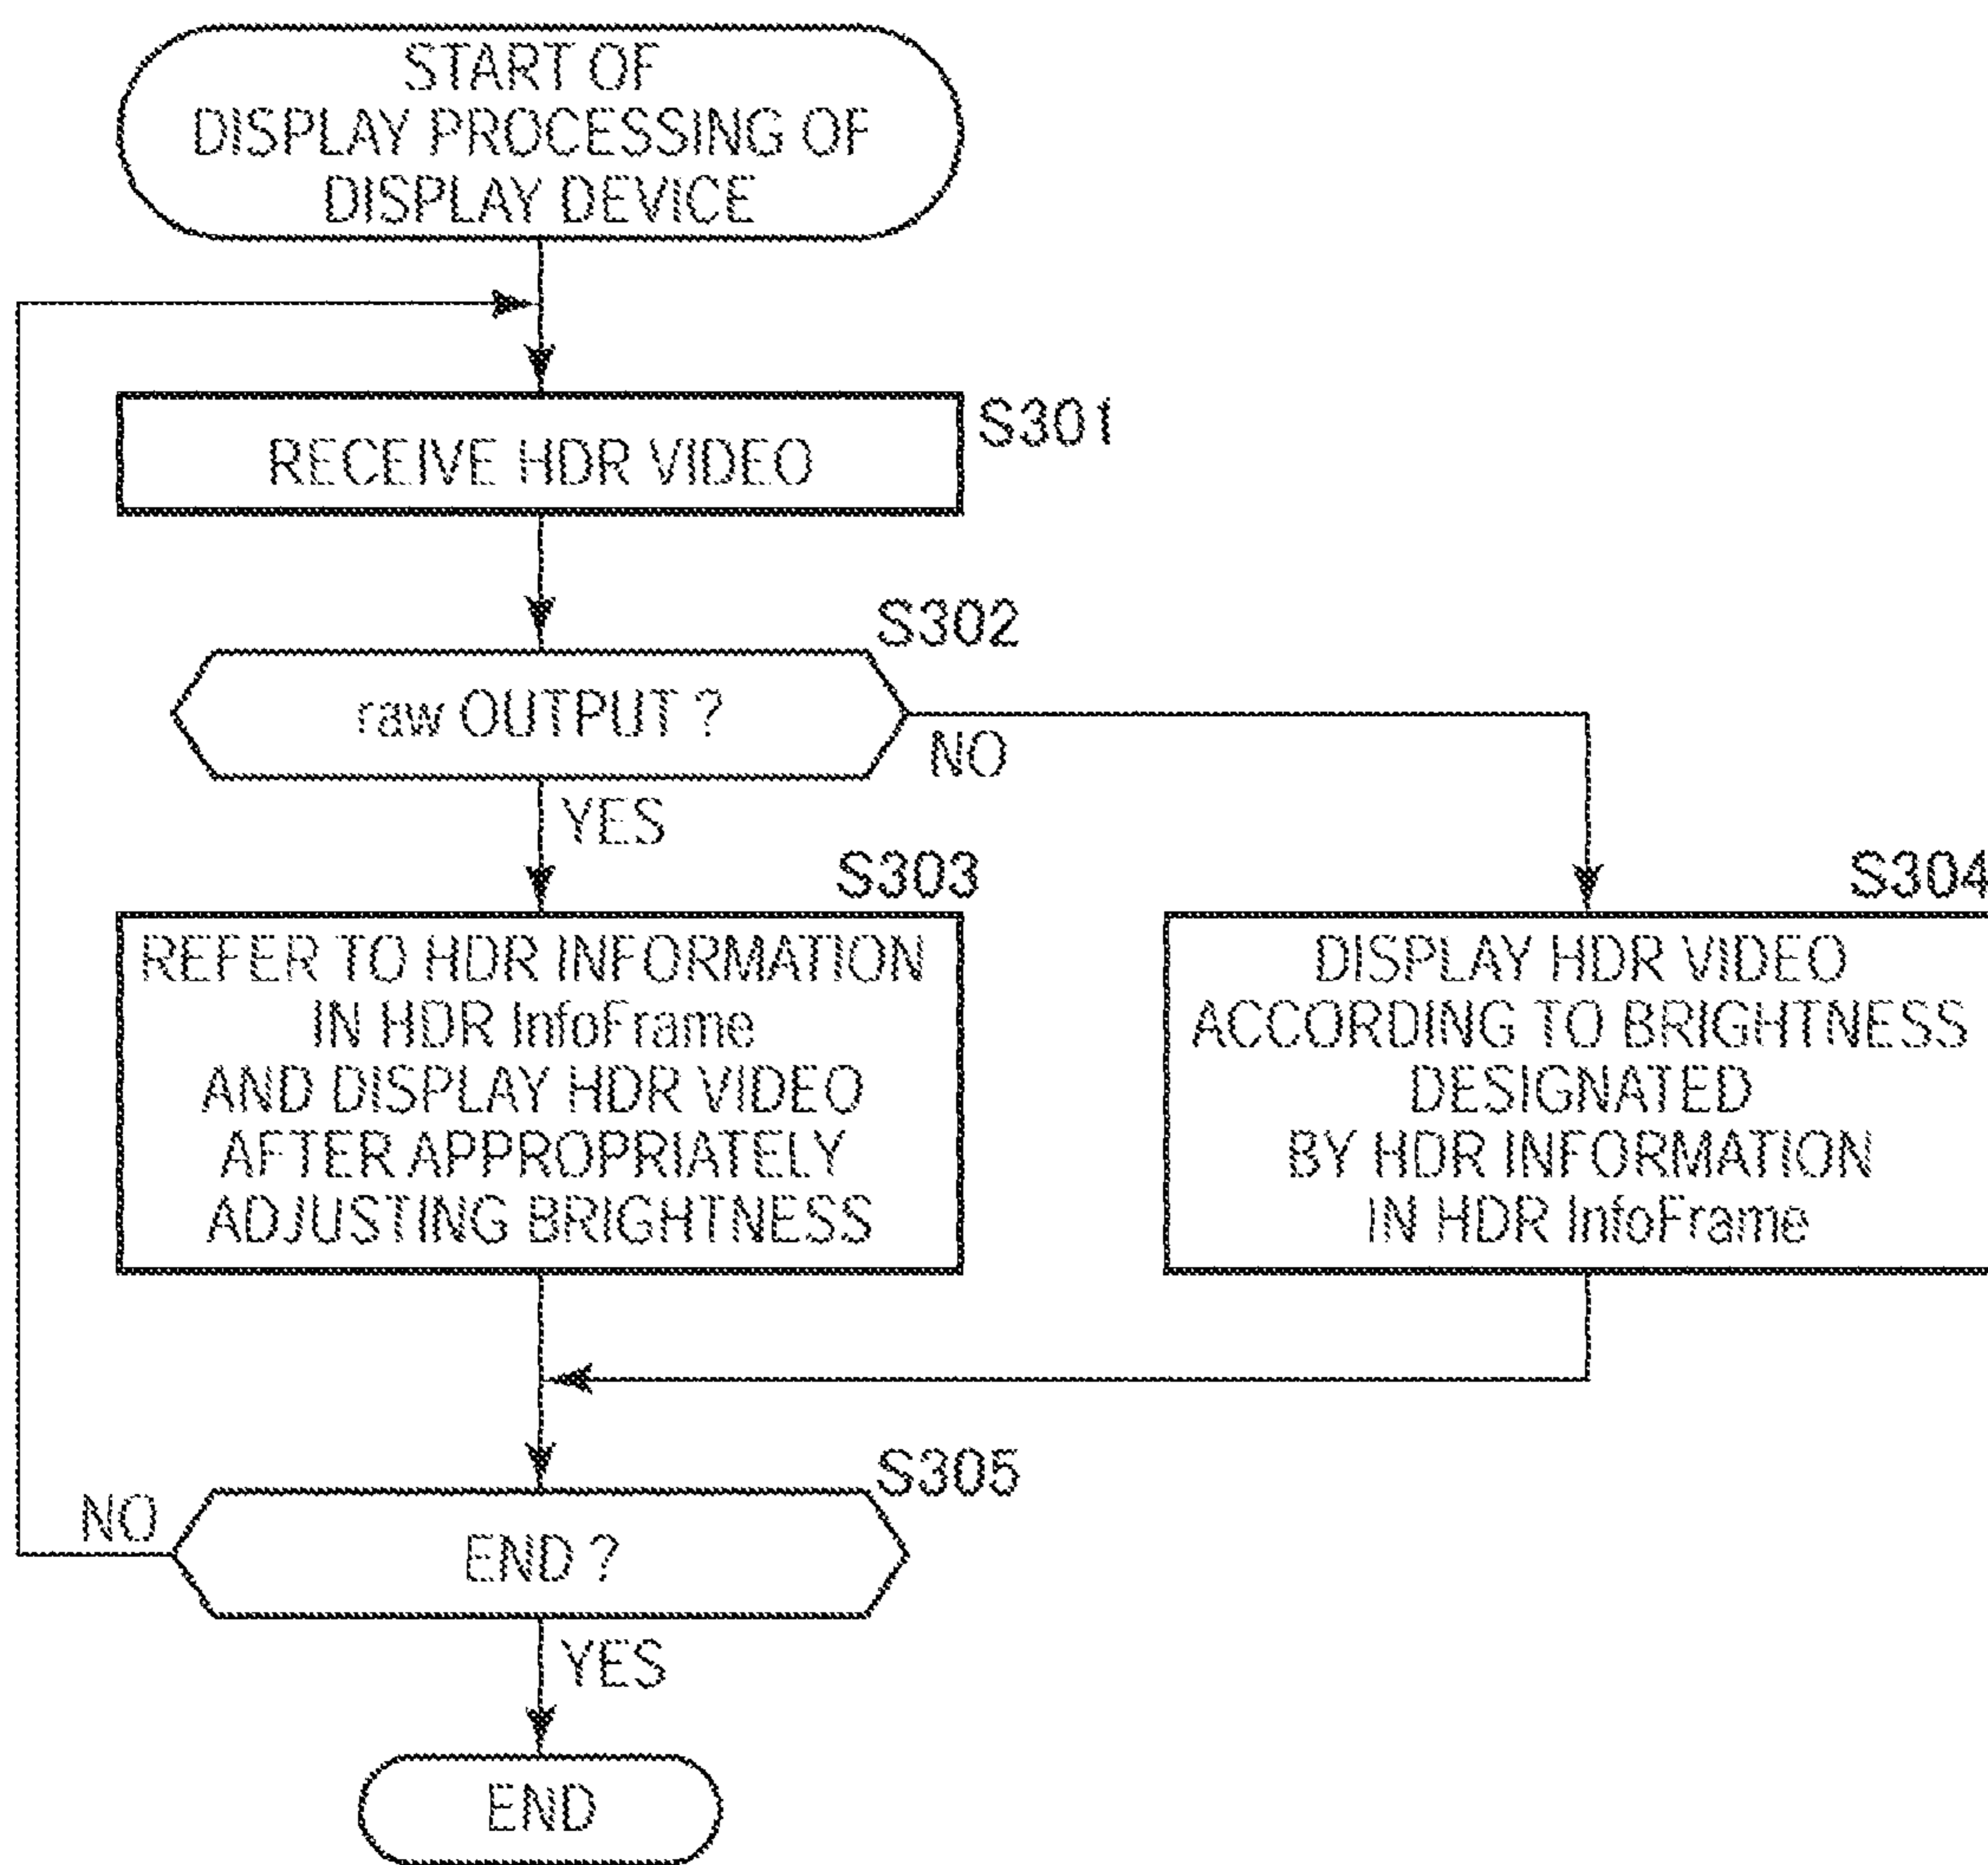 START OF
DISPLAY PROCESSING OF
DISPLAY DEVICE
S301
RECEIVE HDR VIDEO
S302
raw OUTPUT ?
NO
YES
S303
REFER TO HDR INFORMATION
IN HDR InfoFrame
AND DISPLAY HDR VIDEO
AFTER APPROPRIATELY
ADJUSTING BRIGHTNESS
S304
DISPLAY HDR VIDEO
ACCORDING TO BRIGHTNESS
DESIGNATED
BY HDR INFORMATION
IN HDR InfoFrame
S305
NO
END ?
YES
END